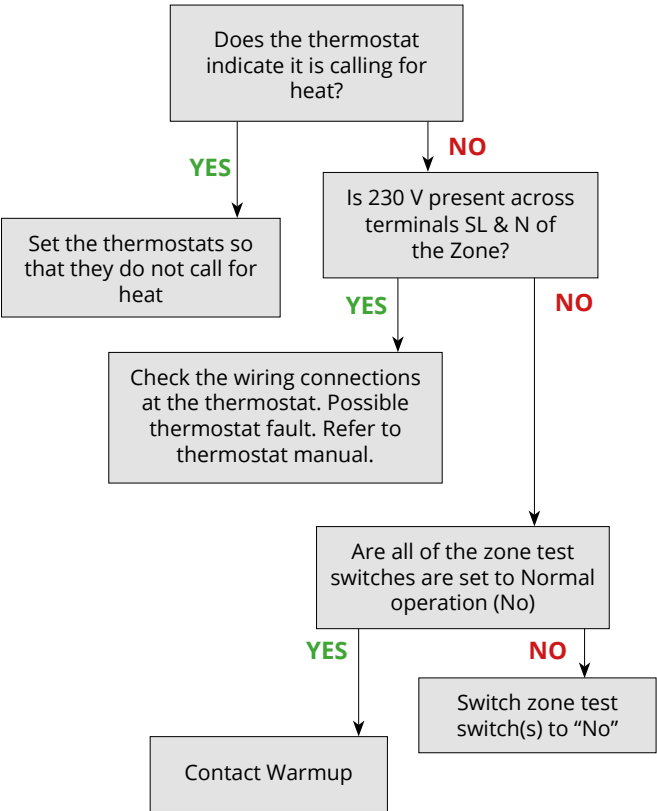 Does the thermostat
indicate it is calling for
heat?
YES
NO
Set the thermostats so
that they do not call for
heat
Is 230 V present across
terminals SL & N of
the Zone?
YES
NO
Check the wiring connections
at the thermostat. Possible
thermostat fault. Refer to
thermostat manual.
Are all of the zone test
switches are set to Normal
operation (No)
YES
NO
Switch zone test
switch(s) to “No”
Contact Warmup